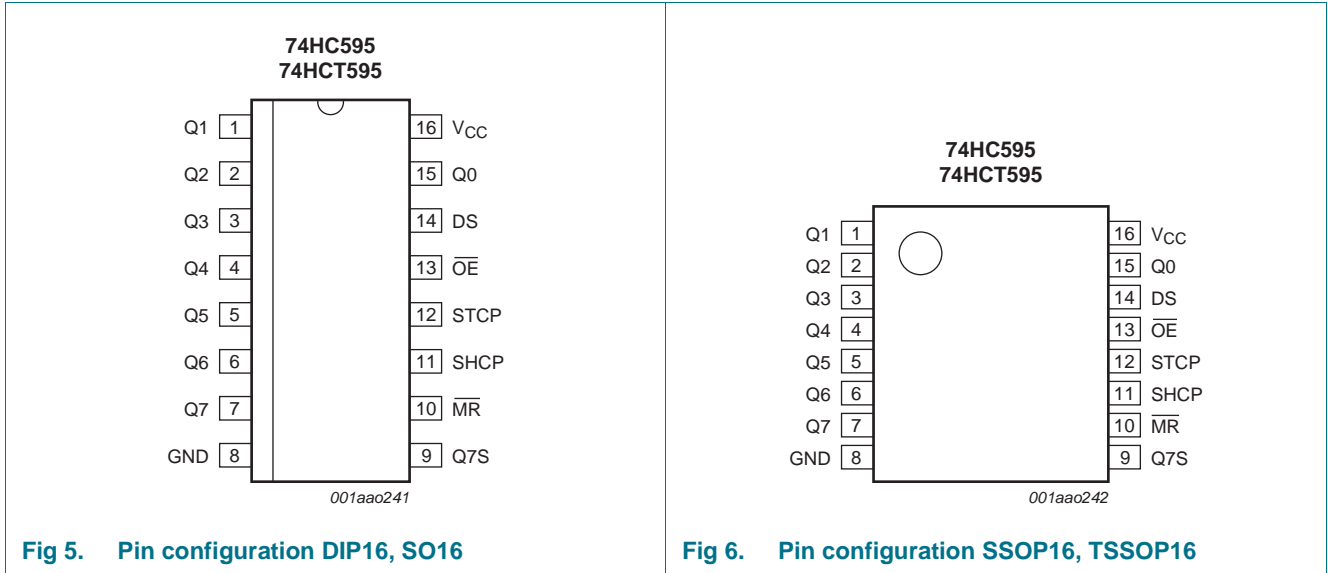 74HC595
74HCT595
Q1 1 16 VCC
Q2 2 15 Q0
Q3 3 14 DS
Q4 4 13 O̅E̅
Q5 5 12 STCP
Q6 6 11 SHCP
Q7 7 10 M̅R̅
GND 8 9 Q7S
001aao241
Fig 5. Pin configuration DIP16, SO16
74HC595
74HCT595
Q1 1 16 VCC
Q2 2 15 Q0
Q3 3 14 DS
Q4 4 13 O̅E̅
Q5 5 12 STCP
Q6 6 11 SHCP
Q7 7 10 M̅R̅
GND 8 9 Q7S
001aao242
Fig 6. Pin configuration SSOP16, TSSOP16